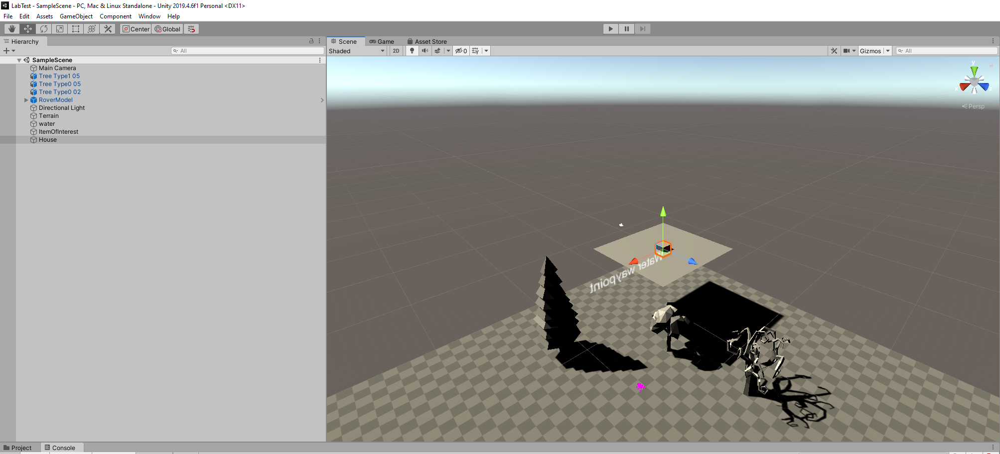 LabTest - SampleScene - PC, Mac & Linux Standalone - Unity 2019.4.6f1 Personal <DX11>
File Edit Assets GameObject Component Window Help
Center Global
Hierarchy
All
SampleScene
Main Camera
Tree Type1 05
Tree Type0 05
Tree Type0 02
RoverModel
Directional Light
Terrain
water
ItemOfInterest
House
Scene Game Asset Store
Shaded 2D 0 Gizmos All
y
x z
Persp
Water waypoint
Project Console